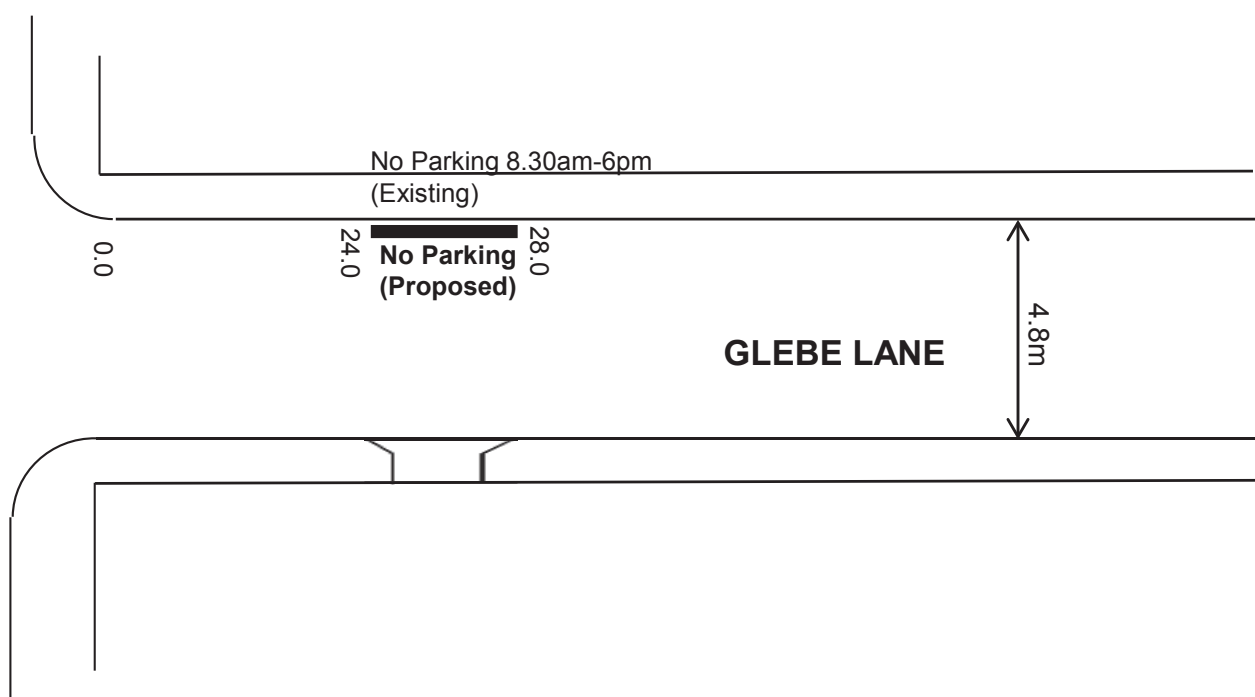 No Parking 8.30am-6pm
(Existing)
0.0
24.0
No Parking
(Proposed)
28.0
GLEBE LANE
4.8m